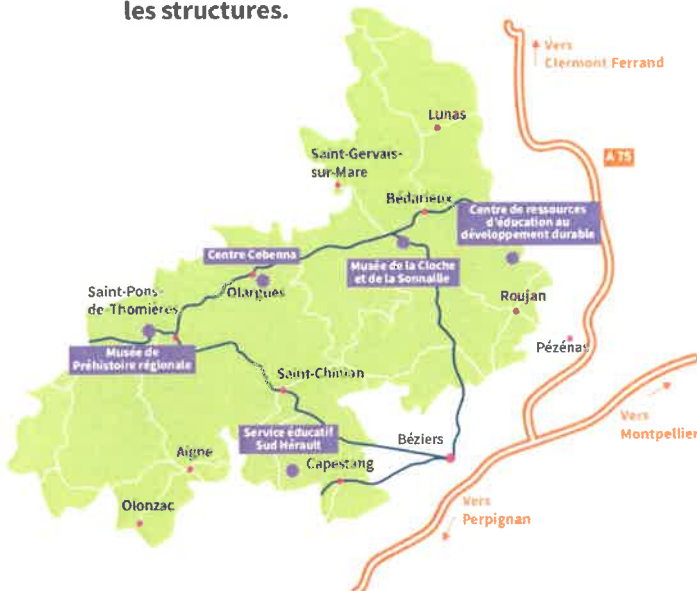 les structures.
Vers
Clermont Ferrand
Lunas
A 75
Saint-Gervais-
sur-Mare
Bédarieux
Centre de ressources
d'éducation au
développement durable
Centre Cebenna
Musée de la Cloche
et de la Sonnaille
Olargues
Saint-Pons-
de-Thomières
Roujan
Pézénas
Musée de
Préhistoire régionale
Saint-Chinian
Vers
Montpellier
Service éducatif
Sud Hérault
Béziers
Aigne
Capestang
Olonzac
Vers
Perpignan